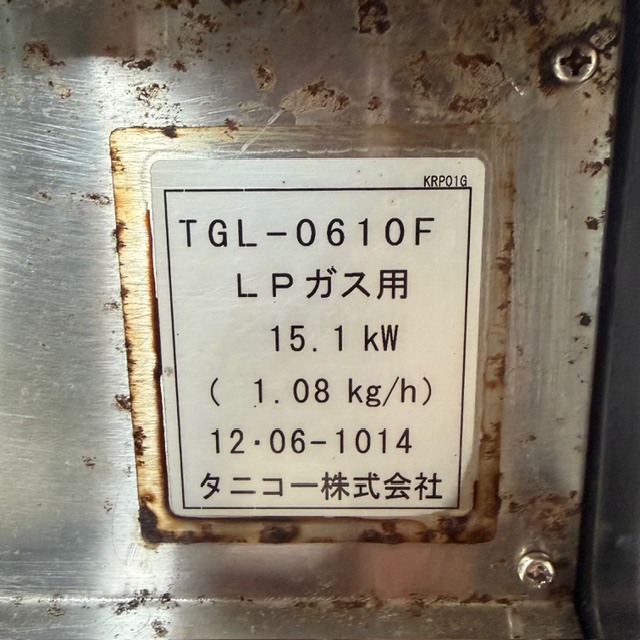 KRP01G
TGL-0610F
LPガス用
15.1 kW
( 1.08 kg/h)
12・06-1014
タニコー株式会社